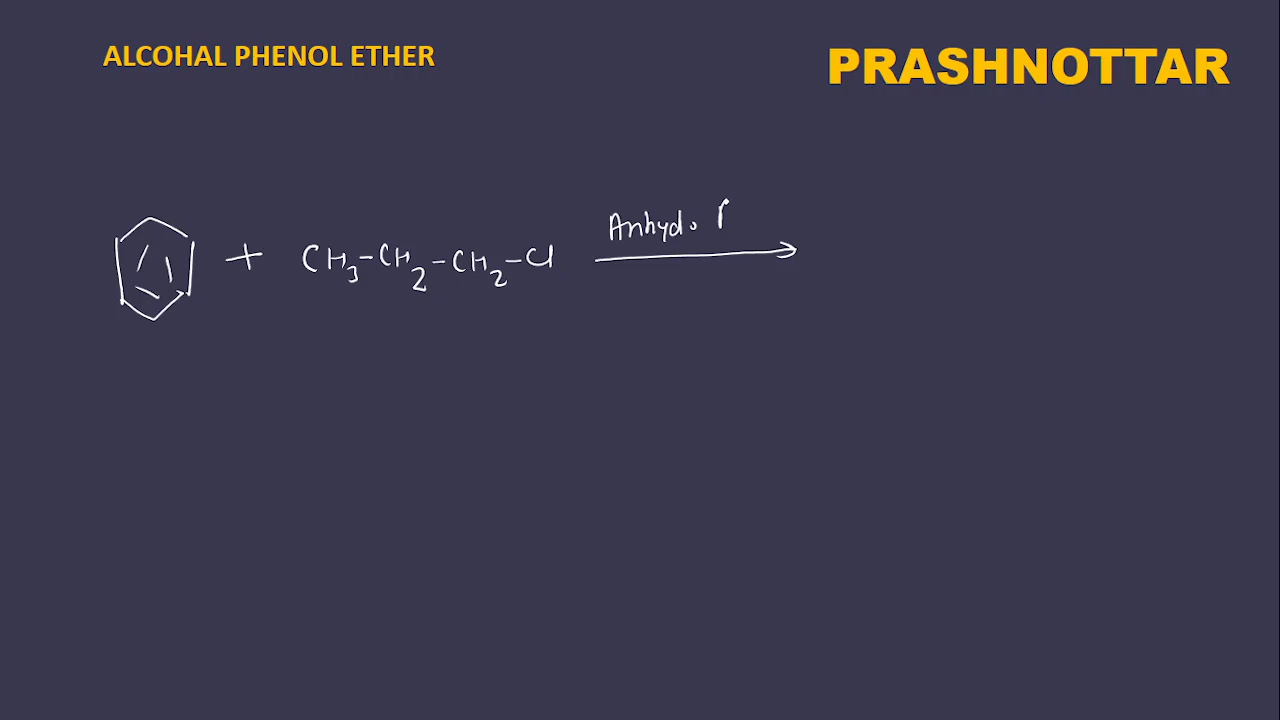 ALCOHAL PHENOL ETHER
PRASHNOTTAR
Anhyd.
+ CH3-CH2-CH2-Cl